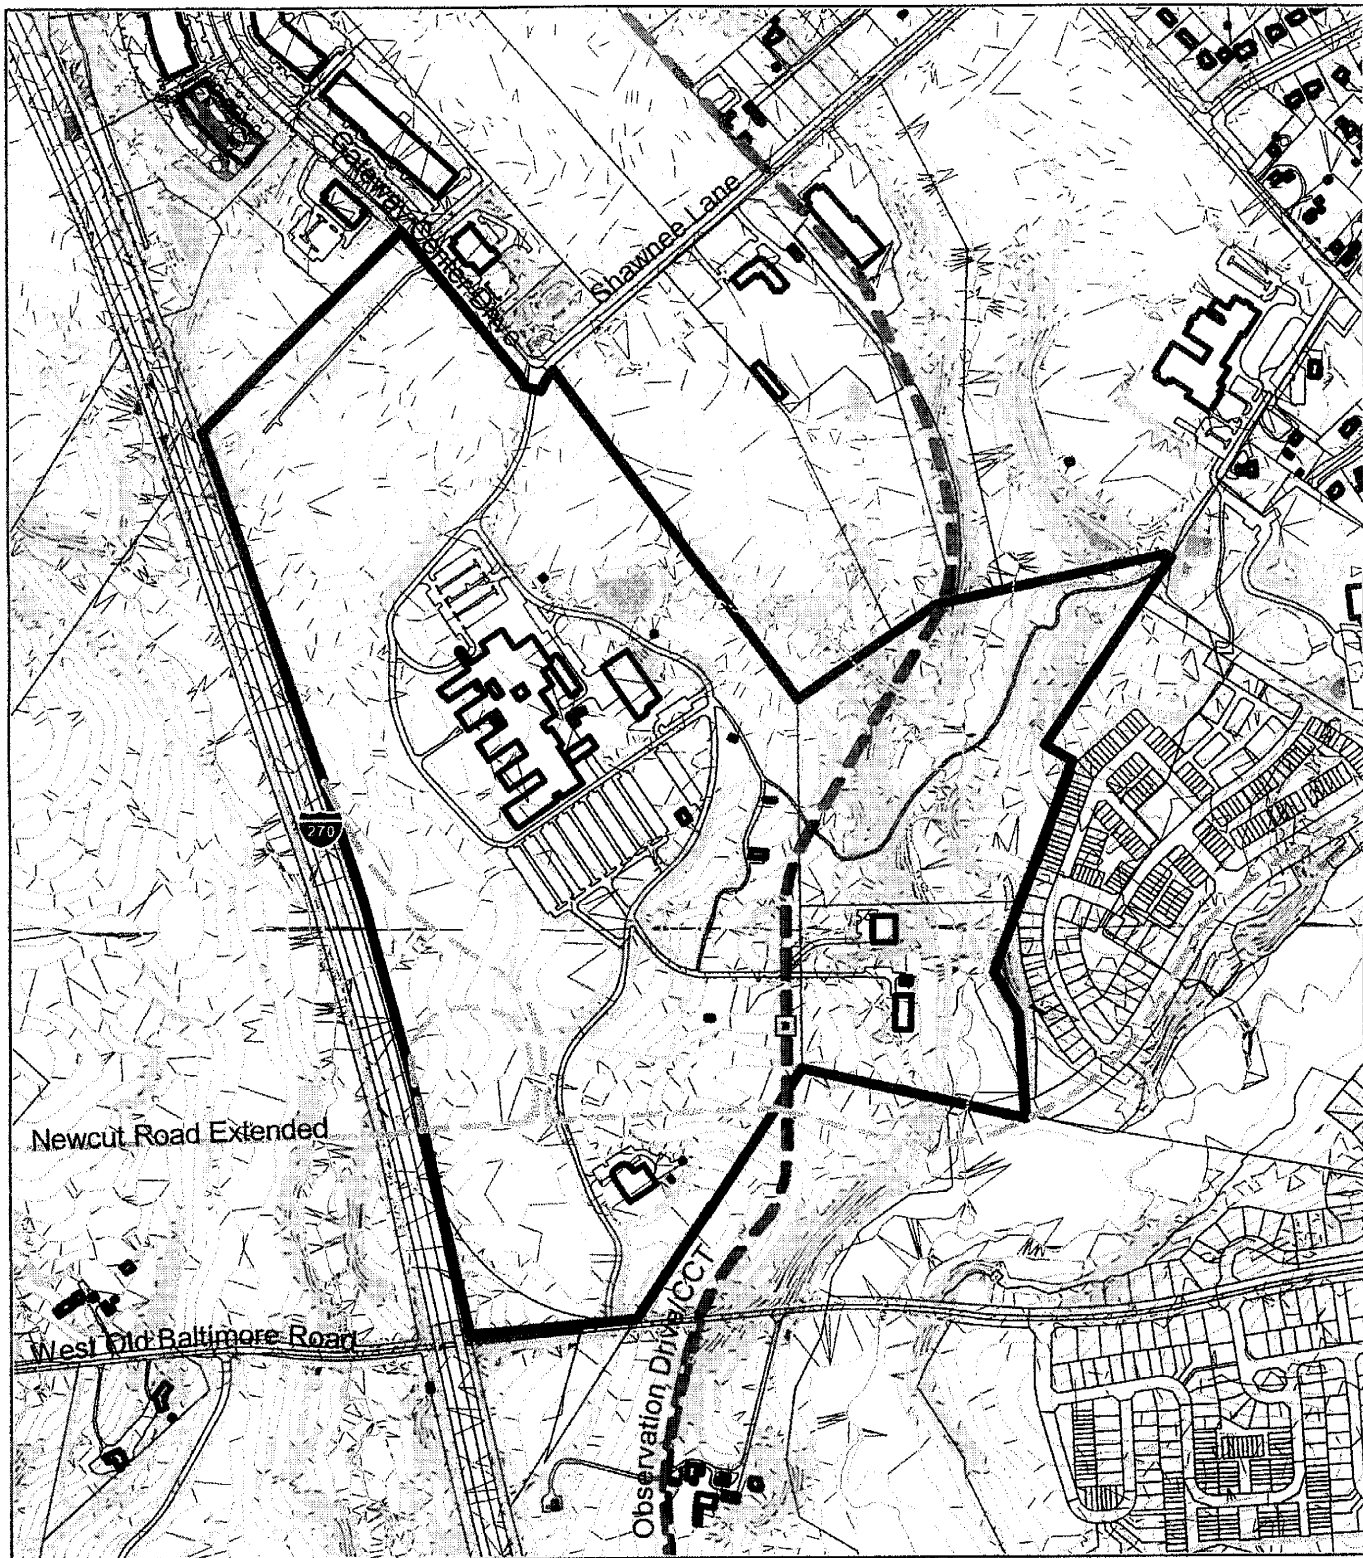 Gateway Center Drive
Shawnee Lane
270
Newcut Road Extended
West Old Baltimore Road
Observation Drive/CCT